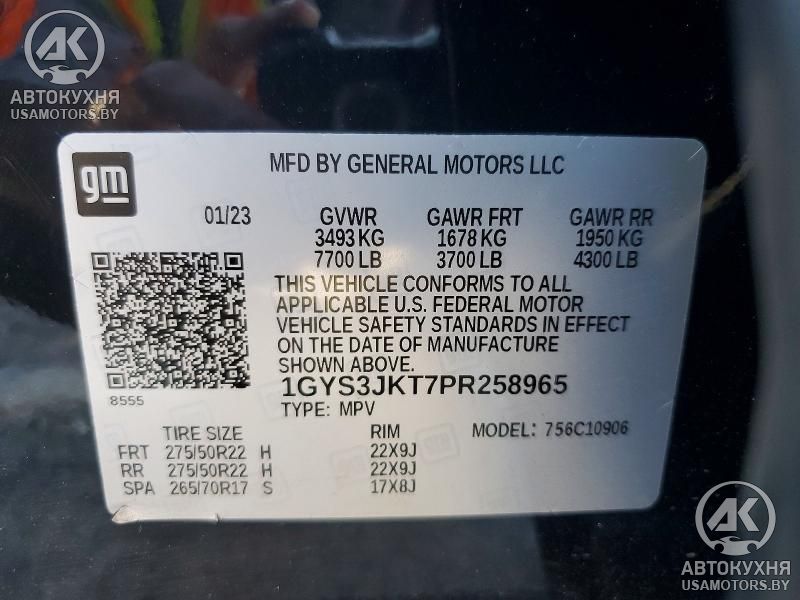 АВТОКУХНЯ
USAMOTORS.BY
gm
MFD BY GENERAL MOTORS LLC
01/23 GVWR GAWR FRT GAWR RR
3493 KG 1678 KG 1950 KG
7700 LB 3700 LB 4300 LB
THIS VEHICLE CONFORMS TO ALL
APPLICABLE U.S. FEDERAL MOTOR
VEHICLE SAFETY STANDARDS IN EFFECT
ON THE DATE OF MANUFACTURE
SHOWN ABOVE.
8555
1GYS3JKT7PR258965
TYPE: MPV
TIRE SIZE RIM MODEL: 756C10906
FRT 275/50R22 H 22X9J
RR 275/50R22 H 22X9J
SPA 265/70R17 S 17X8J
АВТОКУХНЯ
USAMOTORS.BY